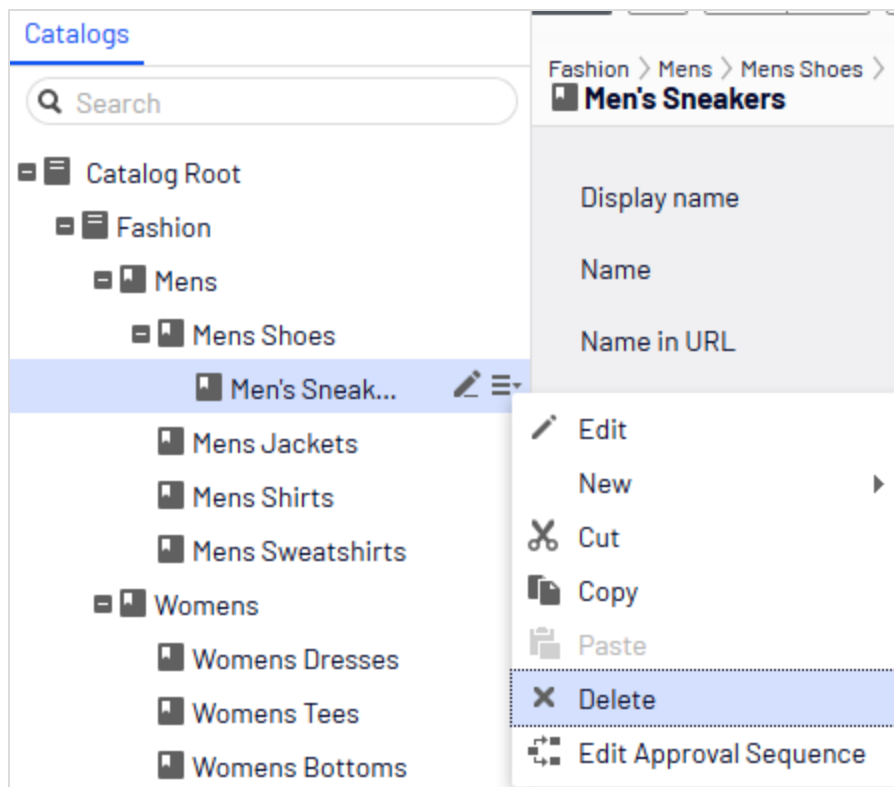 Catalogs
Search
Catalog Root
Fashion
Mens
Mens Shoes
Men's Sneak...
Mens Jackets
Mens Shirts
Mens Sweatshirts
Womens
Womens Dresses
Womens Tees
Womens Bottoms
Fashion > Mens > Mens Shoes >
Men's Sneakers
Display name
Name
Name in URL
Edit
New
Cut
Copy
Paste
Delete
Edit Approval Sequence